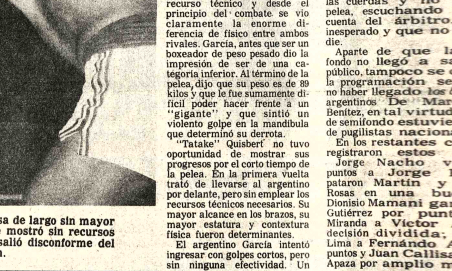 recurso técnico y desde el
principio del combate se vio
claramente la enorme di-
ferencia de físico entre ambos
rivales. García, antes que ser un
boxeador de peso pesado dio la
impresión de ser de una ca-
tegoría inferior. Al término de la
pelea, dijo que su peso es de 89
kilos y que le fue sumamente di-
fícil poder hacer frente a un
"gigante" y que sintió un
violento golpe en la mandíbula
que determinó su derrota.
"Tatake" Quisbert no tuvo
oportunidad de mostrar sus
progresos por el corto tiempo de
la pelea. En la primera vuelta
trató de llevarse al argentino
por delante, pero sin emplear los
recursos técnicos necesarios. Su
mayor alcance en los brazos, su
mayor estatura y contextura
física fueron determinantes.
El argentino García intentó
ingresar con golpes cortos, pero
sin ninguna efectividad. Un
las cuerdas y no
pelea, escuchando
cuenta del árbitro
inesperado y que no
die.
Aparte de que la
fondo no llegó a
público, tampoco se
la programación se
no haber llegado los
argentinos De Mar
Benítez, en tal virtud
de semifondo estuvie
de pugilistas naciona
En los restantes c
registraron estos
Jorge Nacho v
puntos a Jorge
pataron Martín y
Rosas en una bu
Dionisio Mamani ga
Gutiérrez por punt
Miranda a Víctor
decisión dividida;
Lima a Fernándo A
puntos y Juan Callisa
Apaza por amplio m
sa de largo sin mayor
e mostró sin recursos
salió disconforme del
n.